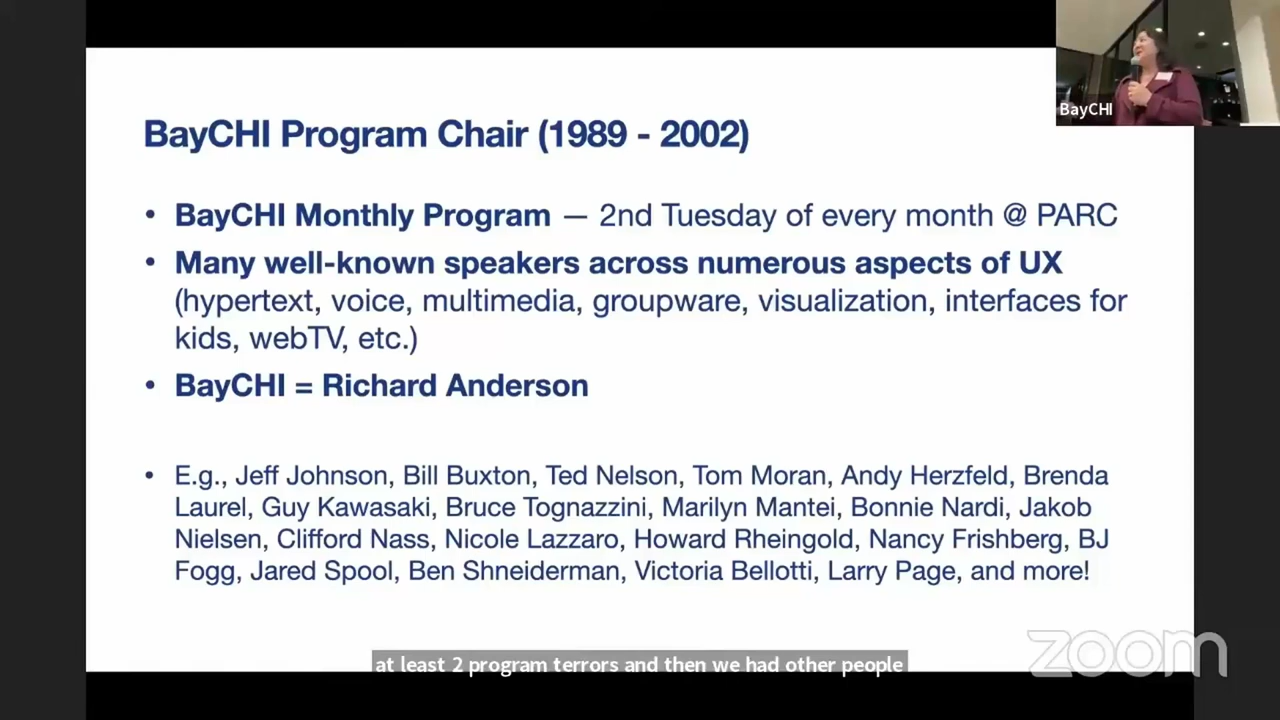 BayCHI
BayCHI Program Chair (1989 - 2002)
• BayCHI Monthly Program — 2nd Tuesday of every month @ PARC
• Many well-known speakers across numerous aspects of UX
(hypertext, voice, multimedia, groupware, visualization, interfaces for
kids, webTV, etc.)
• BayCHI = Richard Anderson
• E.g., Jeff Johnson, Bill Buxton, Ted Nelson, Tom Moran, Andy Herzfeld, Brenda
Laurel, Guy Kawasaki, Bruce Tognazzini, Marilyn Mantei, Bonnie Nardi, Jakob
Nielsen, Clifford Nass, Nicole Lazzaro, Howard Rheingold, Nancy Frishberg, BJ
Fogg, Jared Spool, Ben Shneiderman, Victoria Bellotti, Larry Page, and more!
zoom
at least 2 program terrors and then we had other people